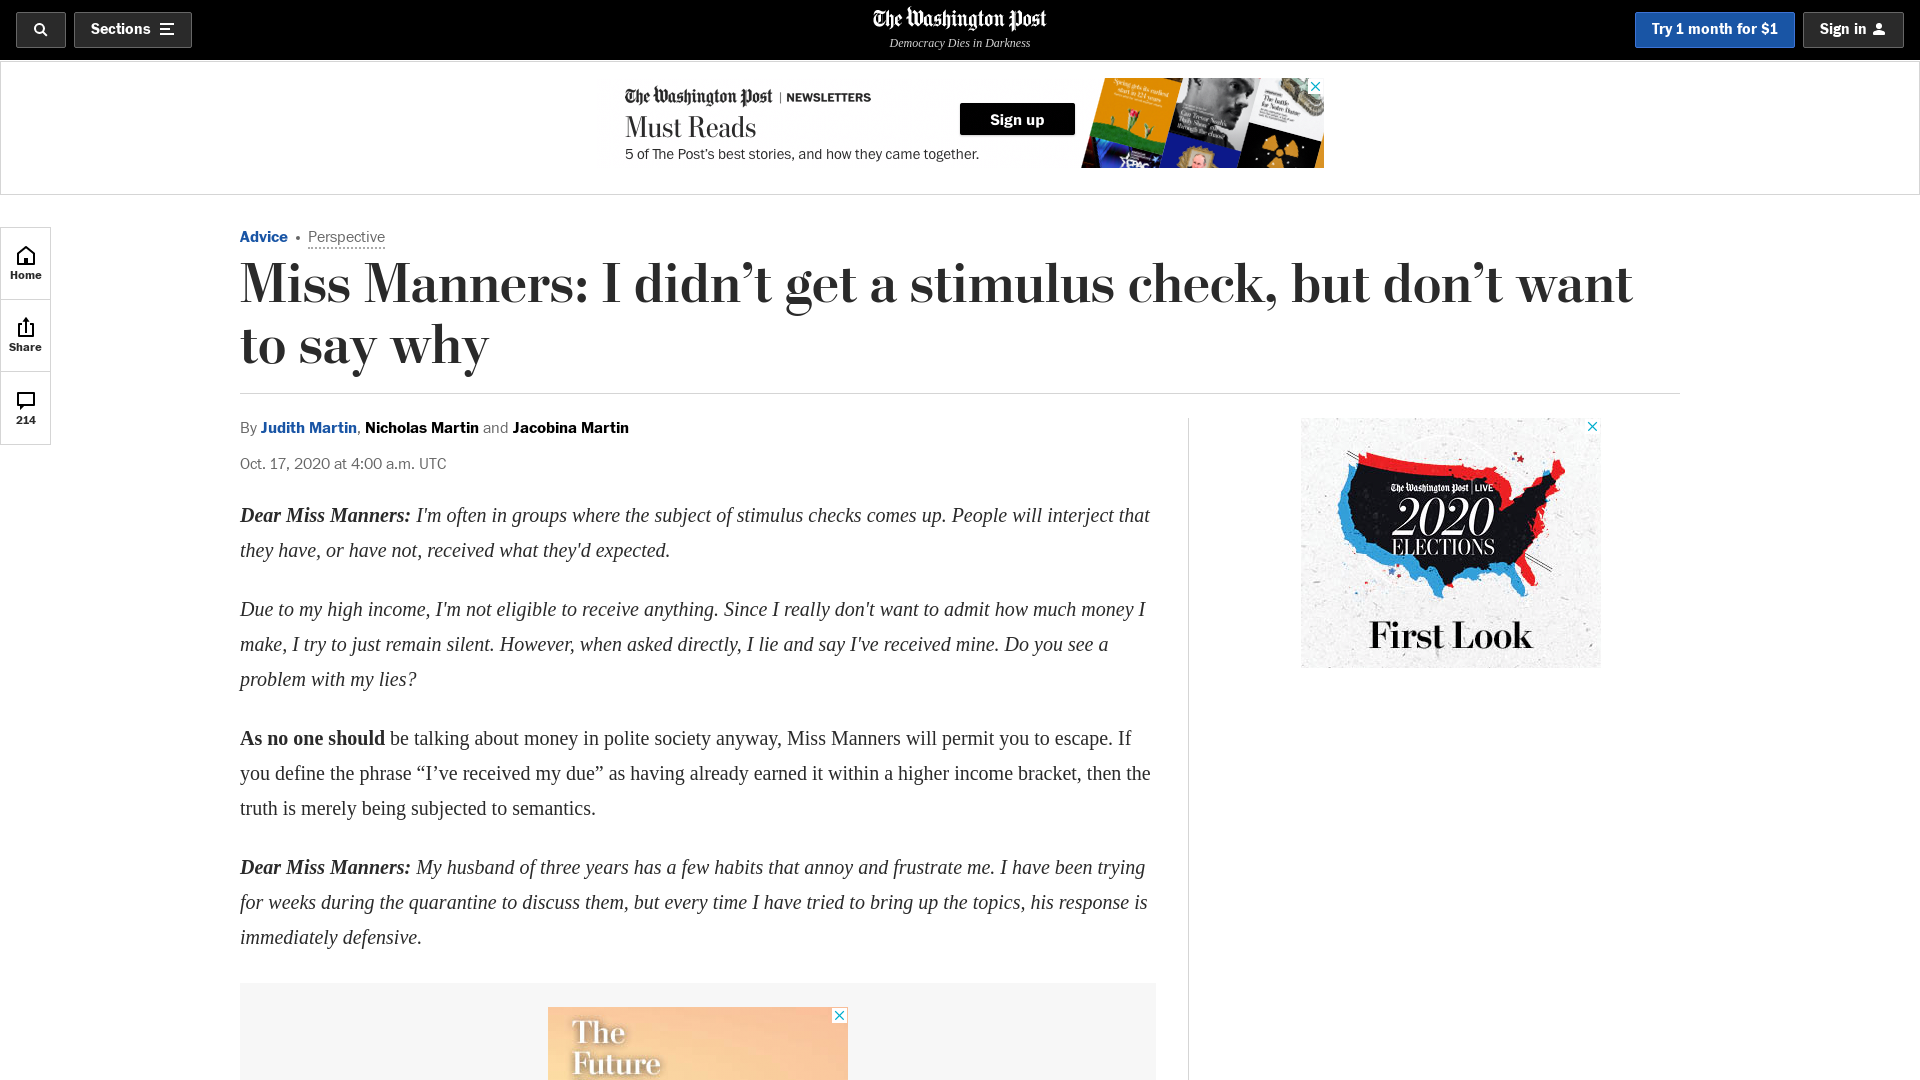 Sections
The Washington Post
Democracy Dies in Darkness
Try 1 month for $1
Sign in
The Washington Post | NEWSLETTERS
Must Reads
5 of The Post's best stories, and how they came together.
Sign up
Home
Share
214
Advice • Perspective
Miss Manners: I didn’t get a stimulus check, but don’t want
to say why
By Judith Martin, Nicholas Martin and Jacobina Martin
Oct. 17, 2020 at 4:00 a.m. UTC
Dear Miss Manners: I'm often in groups where the subject of stimulus checks comes up. People will interject that
they have, or have not, received what they'd expected.
Due to my high income, I'm not eligible to receive anything. Since I really don't want to admit how much money I
make, I try to just remain silent. However, when asked directly, I lie and say I've received mine. Do you see a
problem with my lies?
As no one should be talking about money in polite society anyway, Miss Manners will permit you to escape. If
you define the phrase “I’ve received my due” as having already earned it within a higher income bracket, then the
truth is merely being subjected to semantics.
Dear Miss Manners: My husband of three years has a few habits that annoy and frustrate me. I have been trying
for weeks during the quarantine to discuss them, but every time I have tried to bring up the topics, his response is
immediately defensive.
The Washington Post | LIVE
2020
ELECTIONS
First Look
The
Future